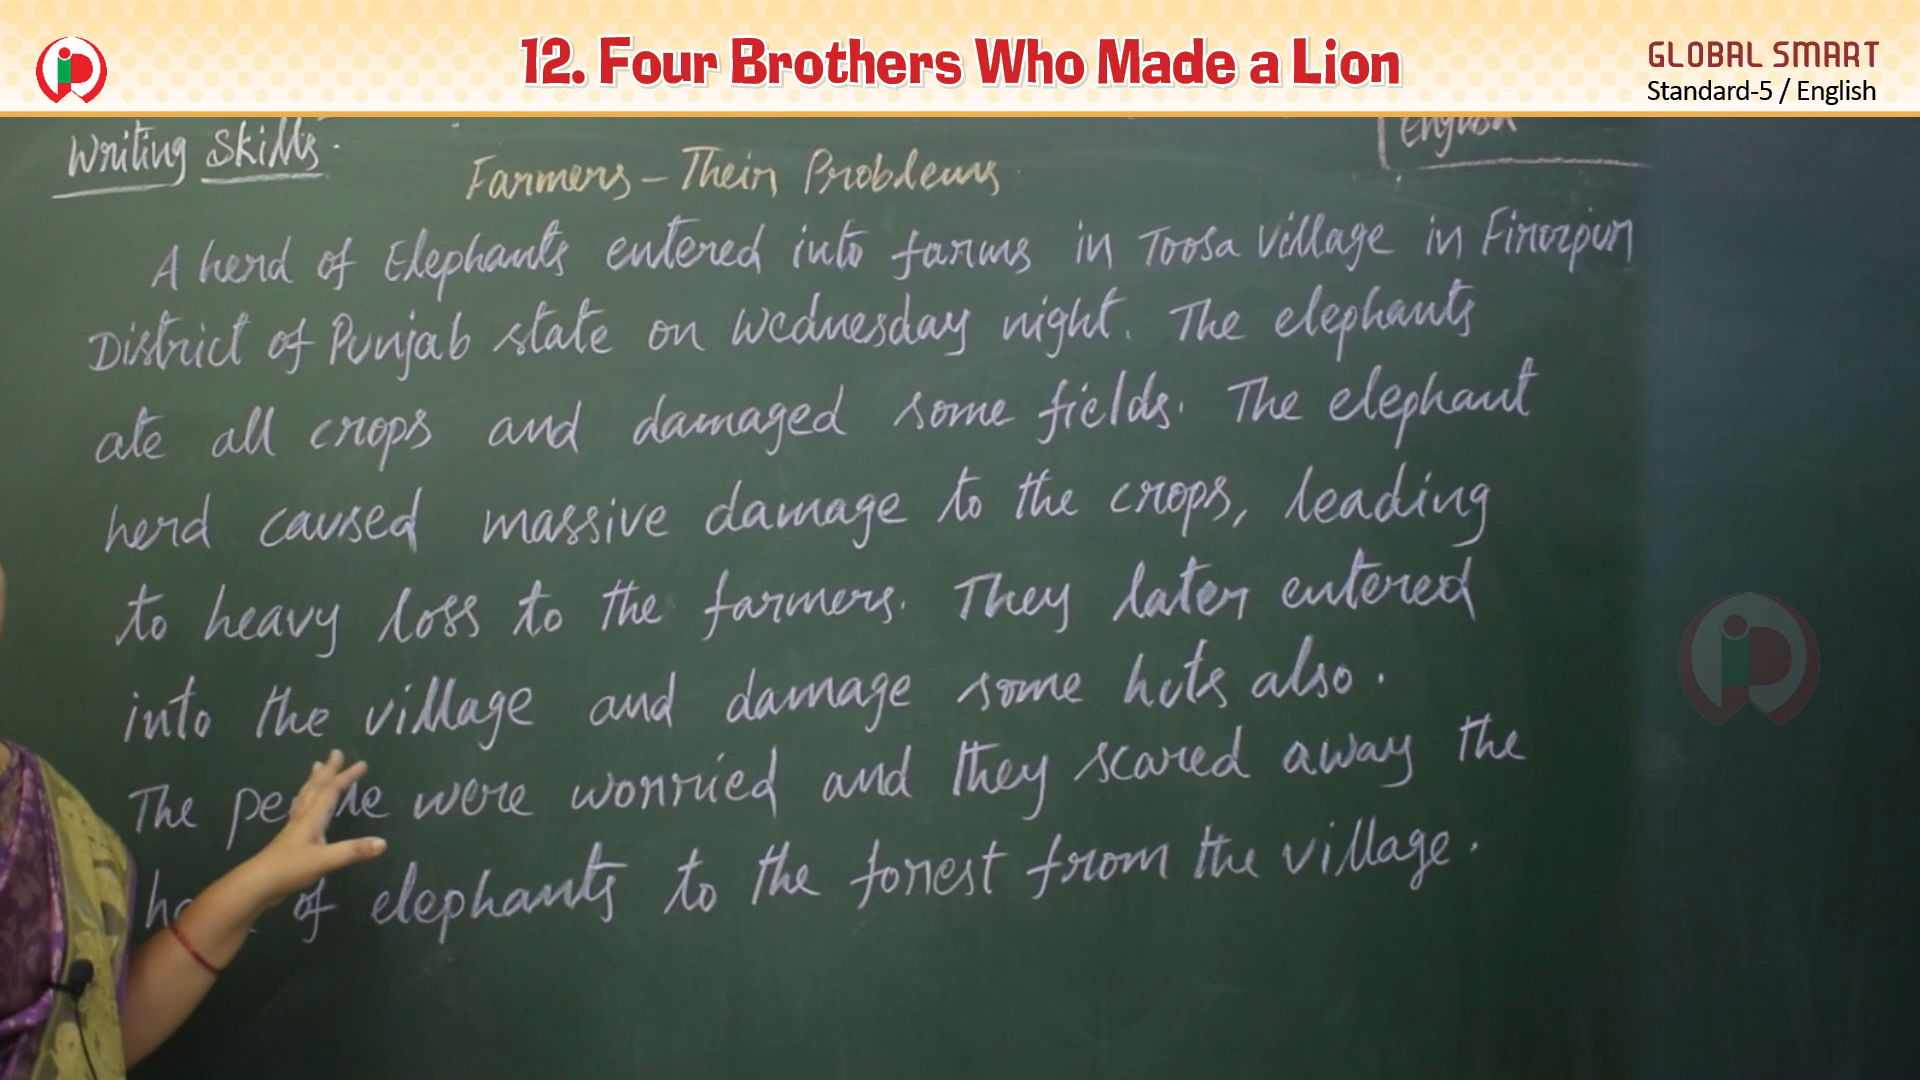 12. Four Brothers Who Made a Lion
GLOBAL SMART
Standard-5 / English
Writing Skills.
English
Farmers - Their Problems
A herd of Elephants entered into farms in Toosa Village in Firozpur
District of Punjab state on Wednesday night. The elephants
ate all crops and damaged some fields. The elephant
herd caused massive damage to the crops, leading
to heavy loss to the farmers. They later entered
into the village and damage some huts also.
The were worried and they scared away the
of elephants to the forest from the village.